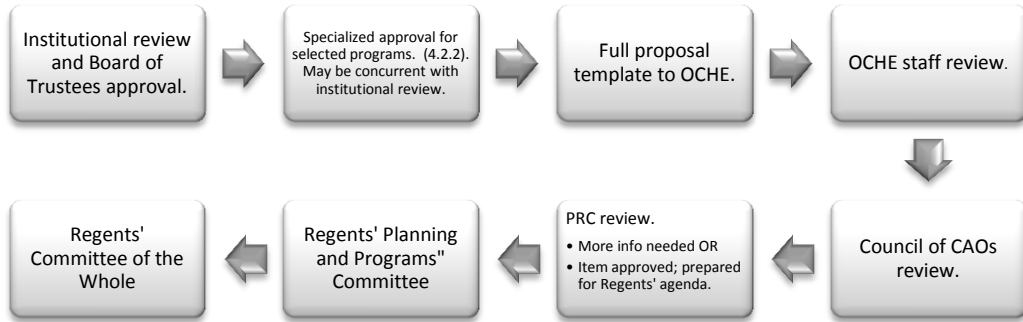 Institutional review
and Board of
Trustees approval.
Specialized approval for
selected programs.  (4.2.2).
May be concurrent with
institutional review.
Full proposal
template to OCHE.
OCHE staff review.
Council of CAOs
review.
PRC review.
• More info needed OR
• Item approved; prepared
for Regents' agenda.
Regents' Planning
and Programs"
Committee
Regents'
Committee of the
Whole